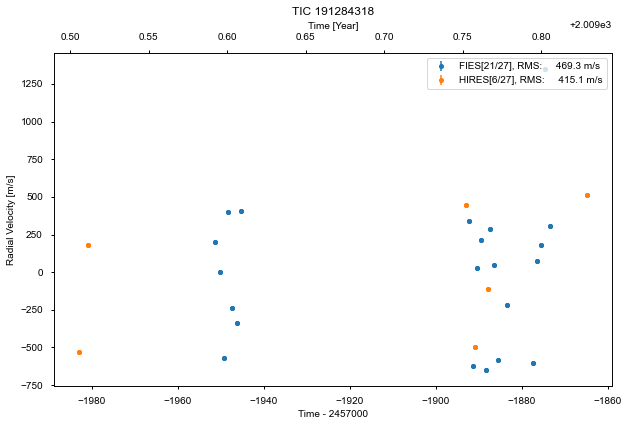 TIC 191284318
Time [Year]
+2.009e3
0.50 0.55 0.60 0.65 0.70 0.75 0.80
FIES[21/27], RMS: 469.3 m/s
HIRES[6/27], RMS: 415.1 m/s
1250
1000
750
500
250
0
−250
−500
−750
Radial Velocity [m/s]
−1980 −1960 −1940 −1920 −1900 −1880 −1860
Time - 2457000